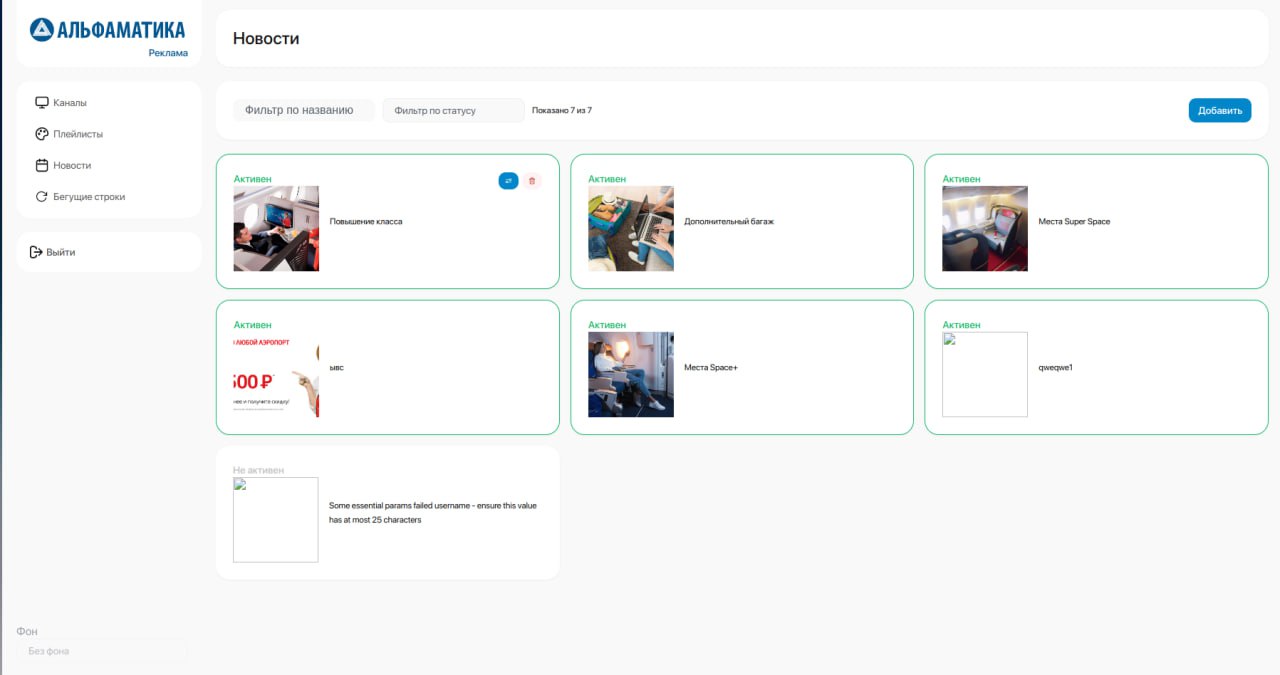 АЛЬФАМАТИКА
Реклама
Каналы
Плейлисты
Новости
Бегущие строки
Выйти
Фон
Без фона
Новости
Фильтр по названию
Фильтр по статусу
Показано 7 из 7
Добавить
Активен
Повышение класса
Активен
Дополнительный багаж
Активен
Места Super Space
Активен
ЛЮБОЙ АЭРОПОРТ
500 ₽
нее и получите скидку!
ывс
Активен
Места Space+
Активен
qweqwe1
Не активен
Some essential params failed username - ensure this value
has at most 25 characters